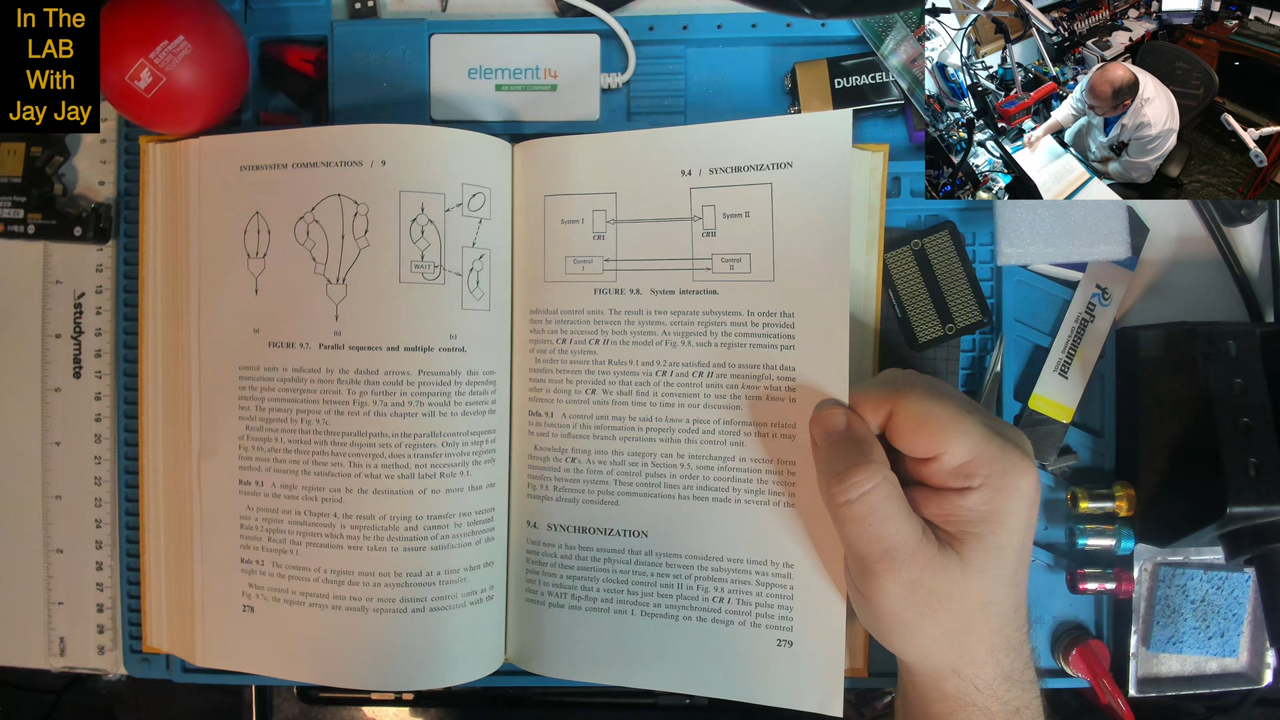 In The
LAB
With
Jay Jay
WURTH
ELEKTRONIK
element14
AN AVNET COMPANY
DURACELL
studymate
Rofessional
INTERSYSTEM COMMUNICATIONS / 9
WAIT
(a)
(b)
(c)
FIGURE 9.7. Parallel sequences and multiple control.
control units is indicated by the dashed arrows. Presumably this com-
munications capability is more flexible than could be provided by depending
on the pulse convergence circuit. To go further in comparing the details of
interloop communications between Figs. 9.7a and 9.7b would be esoteric at
best. The primary purpose of the rest of this chapter will be to develop the
model suggested by Fig. 9.7c.
Recall once more that the three parallel paths, in the parallel control sequence
of Example 9.1, worked with three disjoint sets of registers. Only in step 6 of
Fig. 9.6b, after the three paths have converged, does a transfer involve registers
from more than one of these sets. This is a method, not necessarily the only
method, of insuring the satisfaction of what we shall label Rule 9.1.
Rule 9.1 A single register can be the destination of no more than one
transfer in the same clock period.
As pointed out in Chapter 4, the result of trying to transfer two vectors
into a register simultaneously is unpredictable and cannot be tolerated.
Rule 9.2 applies to registers which may be the destination of an asynchronous
transfer. Recall that precautions were taken to assure satisfaction of this
rule in Example 9.1.
Rule 9.2 The contents of a register must not be read at a time when they
might be in the process of change due to an asynchronous transfer.
When control is separated into two or more distinct control units as in
Fig. 9.7c, the register arrays are usually separated and associated with the
278
9.4 / SYNCHRONIZATION
System I
CRI
System II
CRII
Control
I
Control
II
FIGURE 9.8. System interaction.
individual control units. The result is two separate subsystems. In order that
there be interaction between the systems, certain registers must be provided
which can be accessed by both systems. As suggested by the communications
registers, CR I and CR II in the model of Fig. 9.8, such a register remains part
of one of the systems.
In order to assure that Rules 9.1 and 9.2 are satisfied and to assure that data
transfers between the two systems via CR I and CR II are meaningful, some
means must be provided so that each of the control units can know what the
other is doing to CR. We shall find it convenient to use the term know in
reference to control units from time to time in our discussion.
Defn. 9.1 A control unit may be said to know a piece of information related
to its function if this information is properly coded and stored so that it may
be used to influence branch operations within this control unit.
Knowledge fitting into this category can be interchanged in vector form
through the CR's. As we shall see in Section 9.5, some information must be
transmitted in the form of control pulses in order to coordinate the vector
transfers between systems. These control lines are indicated by single lines in
Fig. 9.8. Reference to pulse communications has been made in several of the
examples already considered.
9.4. SYNCHRONIZATION
Until now it has been assumed that all systems considered were timed by the
same clock and that the physical distance between the subsystems was small.
If either of these assertions is not true, a new set of problems arises. Suppose a
pulse from a separately clocked control unit II in Fig. 9.8 arrives at control
unit I to indicate that a vector has just been placed in CR I. This pulse may
clear a WAIT flip-flop and introduce an unsynchronized control pulse into
control pulse into control unit I. Depending on the design of the control
279